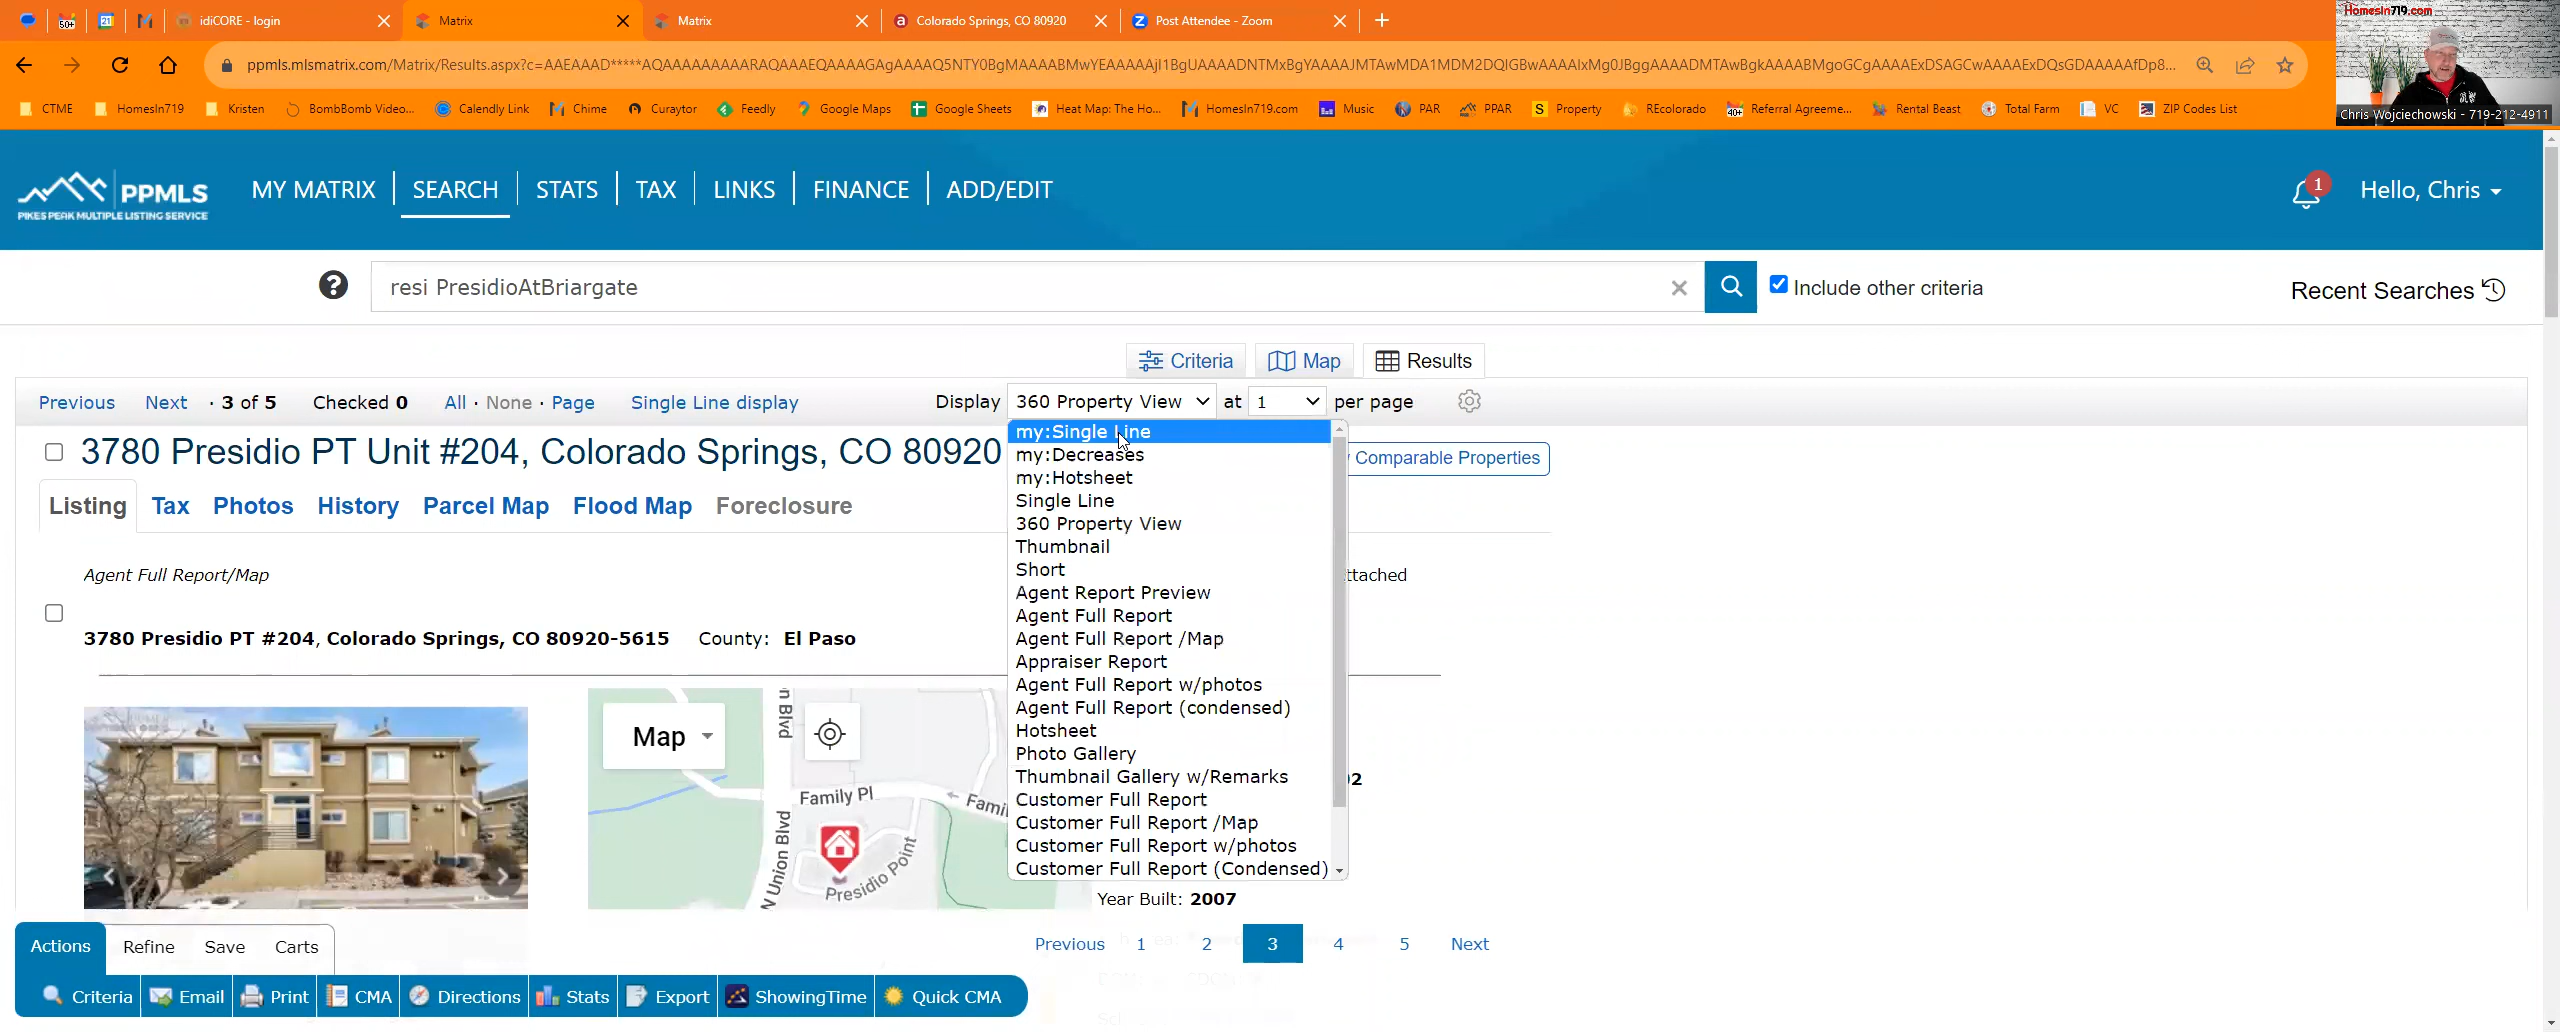 HomesIn719.com
50+
21
idiCORE - login
Matrix
Matrix
Colorado Springs, CO 80920
Post Attendee - Zoom
ppmls.mlsmatrix.com/Matrix/Results.aspx?c=
CTME
HomesIn719
Kristen
BombBomb Video...
Calendly Link
Chime
Curaytor
Feedly
Google Maps
Google Sheets
Heat Map: The Ho...
HomesIn719.com
Music
PAR
PPAR
Property
REcolorado
Referral Agreeme...
Rental Beast
Total Farm
VC
ZIP Codes List
Chris Wojciechowski - 719-212-4911
PPMLS
PIKES PEAK MULTIPLE LISTING SERVICE
MY MATRIX
SEARCH
STATS
TAX
LINKS
FINANCE
ADD/EDIT
1
Hello, Chris
resi PresidioAtBriargate
Include other criteria
Recent Searches
Criteria
Map
Results
Previous Next · 3 of 5 Checked 0 All · None · Page Single Line display
Display 360 Property View at 1 per page
3780 Presidio PT Unit #204, Colorado Springs, CO 80920
Comparable Properties
Listing Tax Photos History Parcel Map Flood Map Foreclosure
my:Single Line
my:Decreases
my:Hotsheet
Single Line
360 Property View
Thumbnail
Short
Agent Report Preview
Agent Full Report
Agent Full Report /Map
Appraiser Report
Agent Full Report w/photos
Agent Full Report (condensed)
Hotsheet
Photo Gallery
Thumbnail Gallery w/Remarks
Customer Full Report
Customer Full Report /Map
Customer Full Report w/photos
Customer Full Report (Condensed)
Agent Full Report/Map
ttached
3780 Presidio PT #204, Colorado Springs, CO 80920-5615 County: El Paso
Map
n Blvd
Family Pl
Fami
N Union Blvd
Presidio Point
Year Built: 2007
Actions
Refine
Save
Carts
Previous 1 2 3 4 5 Next
Criteria
Email
Print
CMA
Directions
Stats
Export
ShowingTime
Quick CMA